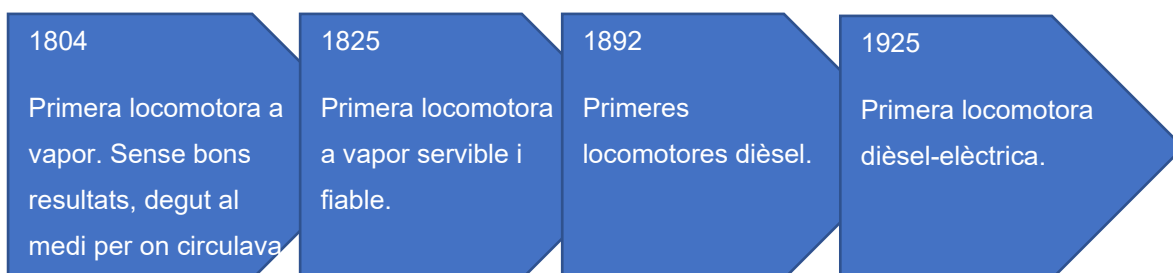 1804
Primera locomotora a
vapor. Sense bons
resultats, degut al
medi per on circulava
1825
Primera locomotora
a vapor servible i
fiable.
1892
Primeres
locomotores dièsel.
1925
Primera locomotora
dièsel-elèctrica.